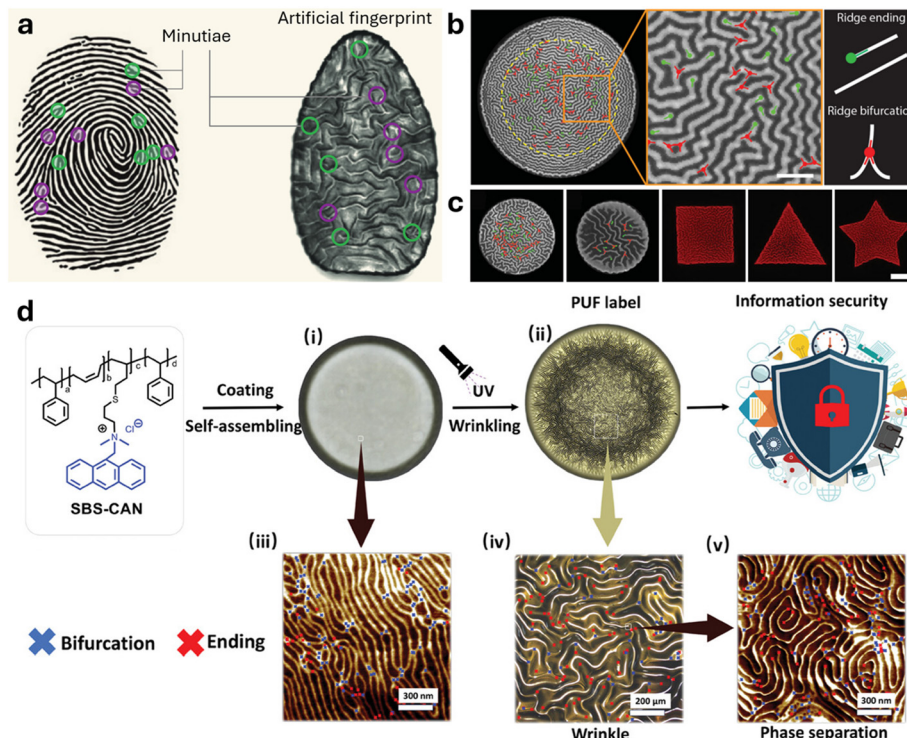 a
Minutiae
Artificial fingerprint
b
Ridge ending
Ridge bifurcation
c
d
a
b
c
d
S
⊕
N
Cl⊖
SBS-CAN
Coating
Self-assembling
(i)
UV
Wrinkling
PUF label
(ii)
Information security
(iii)
300 nm
(iv)
200 µm
Wrinkle
(v)
300 nm
Phase separation
Bifurcation
Ending